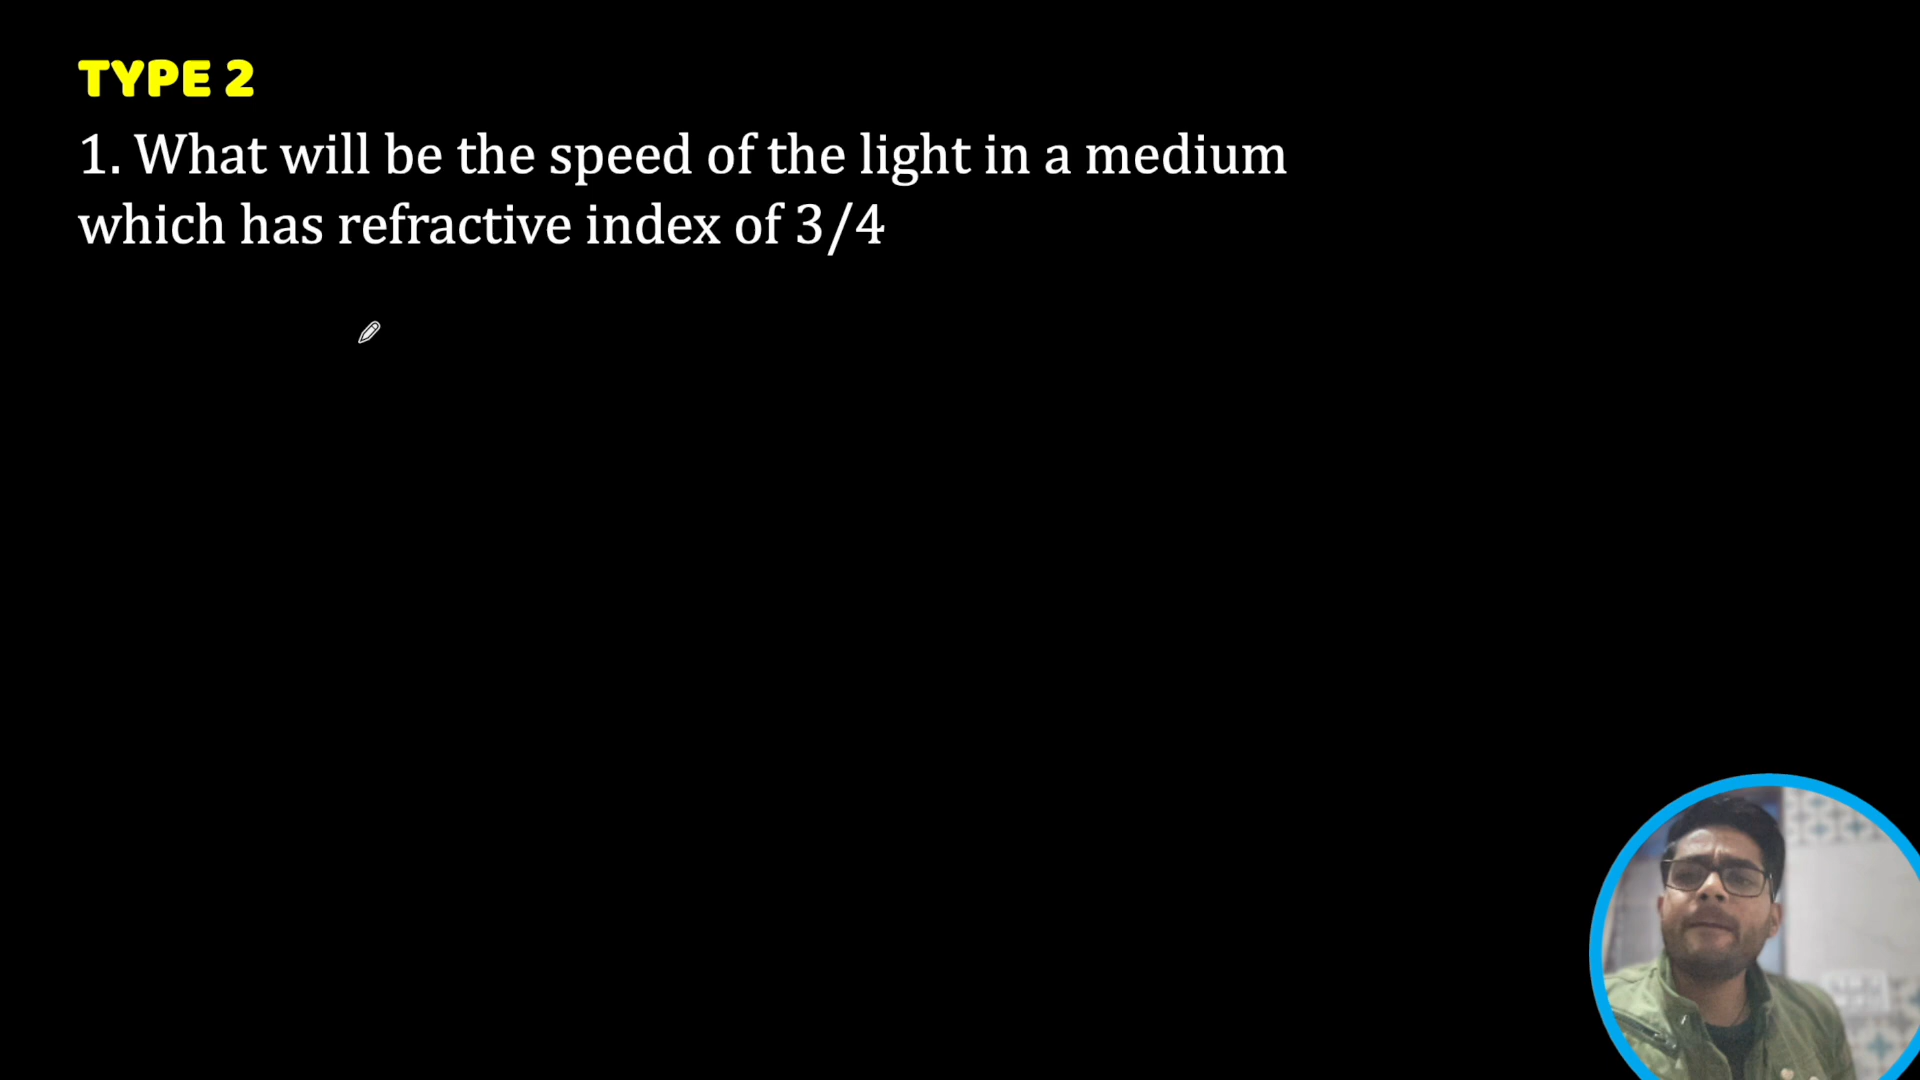 TYPE 2
1. What will be the speed of the light in a medium
which has refractive index of 3/4